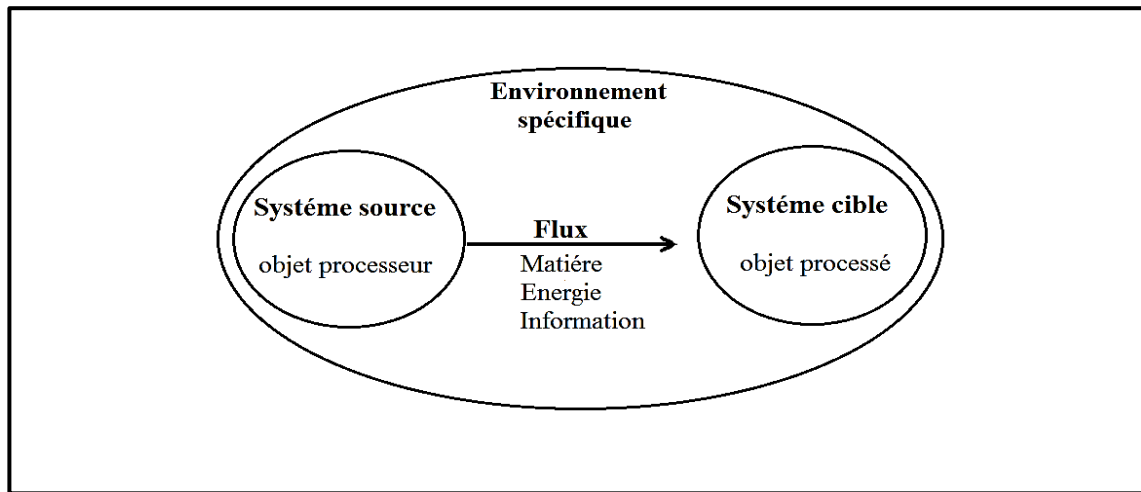 Environnement
spécifique
Systéme source
objet processeur
Flux
Matiére
Energie
Information
Systéme cible
objet processé